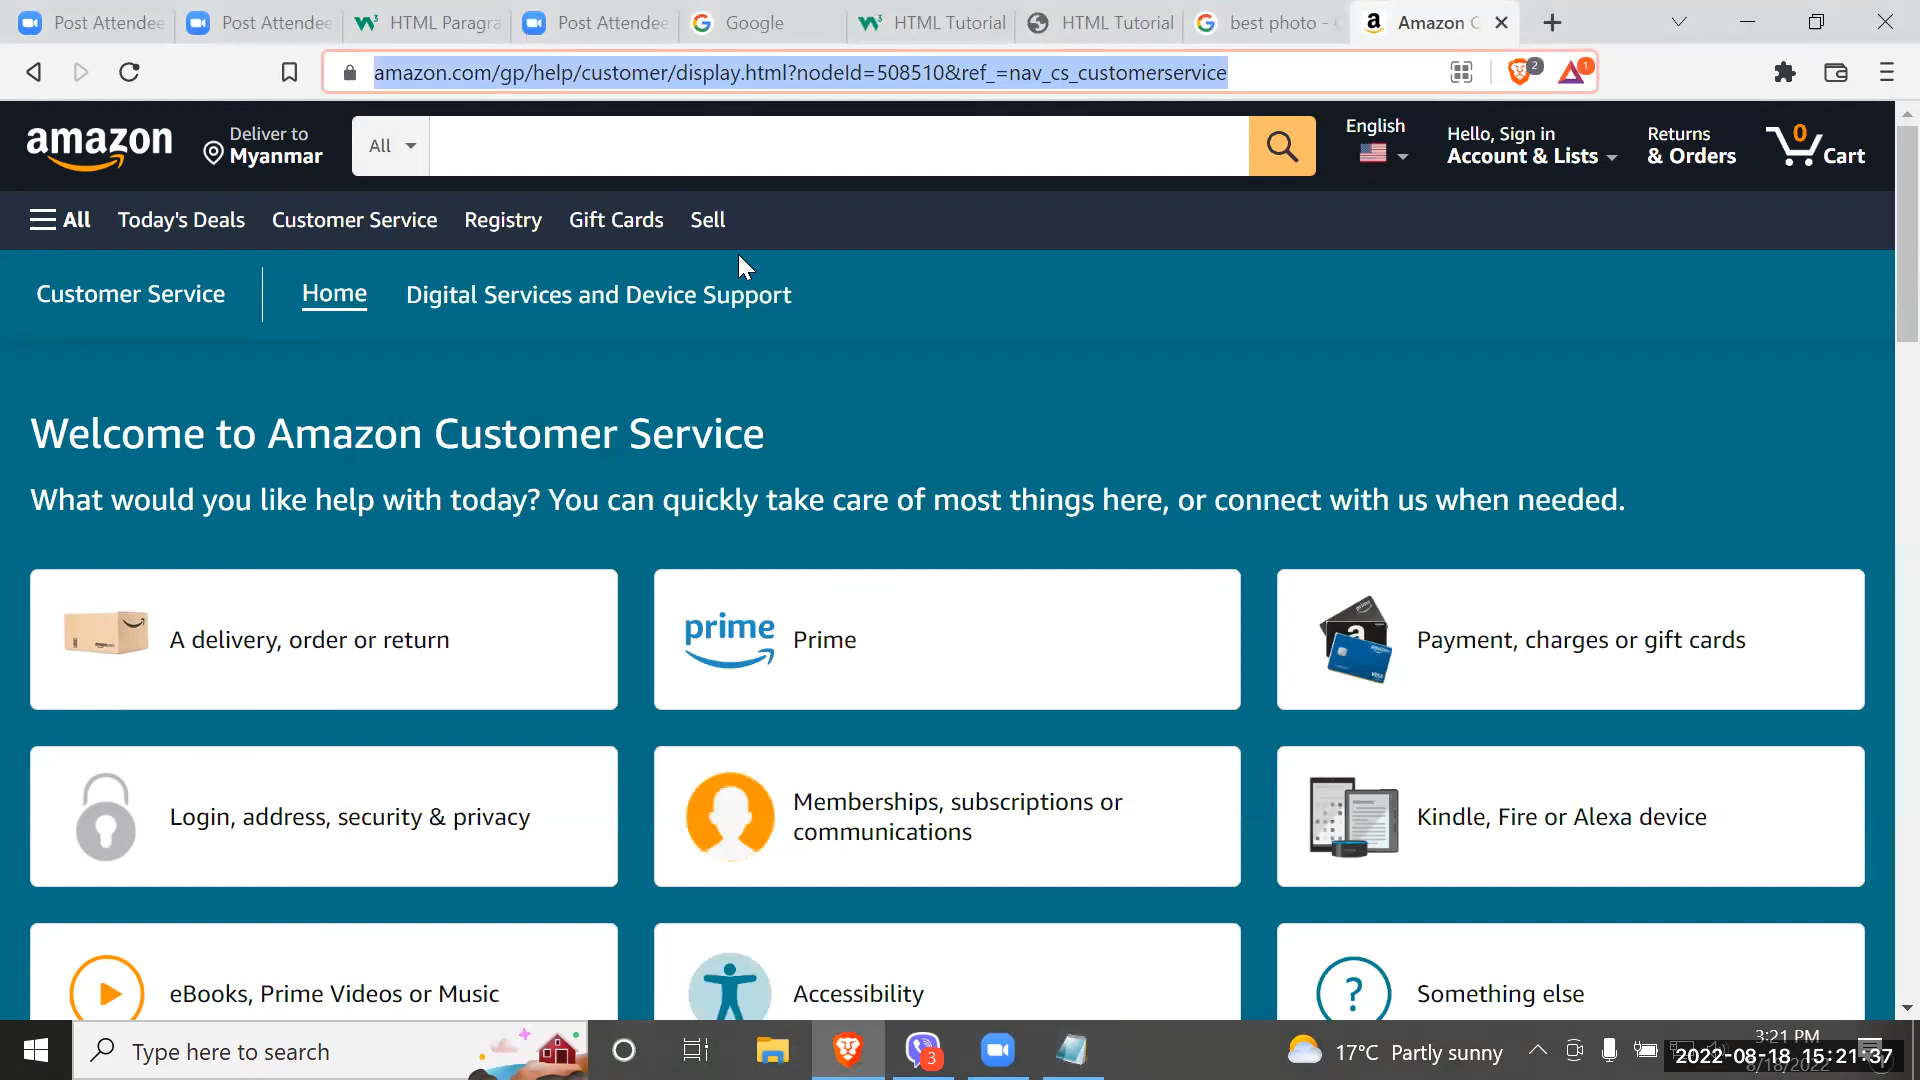 Post Attendee
Post Attendee
HTML Paragra
Post Attendee
Google
HTML Tutorial
HTML Tutorial
best photo - G
Amazon C
amazon.com/gp/help/customer/display.html?nodeId=508510&ref_=nav_cs_customerservice
2
1
amazon
Deliver to
Myanmar
All
English
Hello, Sign in
Account & Lists
Returns
& Orders
0
Cart
All
Today's Deals
Customer Service
Registry
Gift Cards
Sell
Customer Service
Home
Digital Services and Device Support
Welcome to Amazon Customer Service
What would you like help with today? You can quickly take care of most things here, or connect with us when needed.
A delivery, order or return
prime
Prime
Payment, charges or gift cards
Login, address, security & privacy
Memberships, subscriptions or
communications
Kindle, Fire or Alexa device
eBooks, Prime Videos or Music
Accessibility
?
Something else
Type here to search
3
17°C Partly sunny
3:21 PM
2022-08-18 15:21:37
8/18/2022